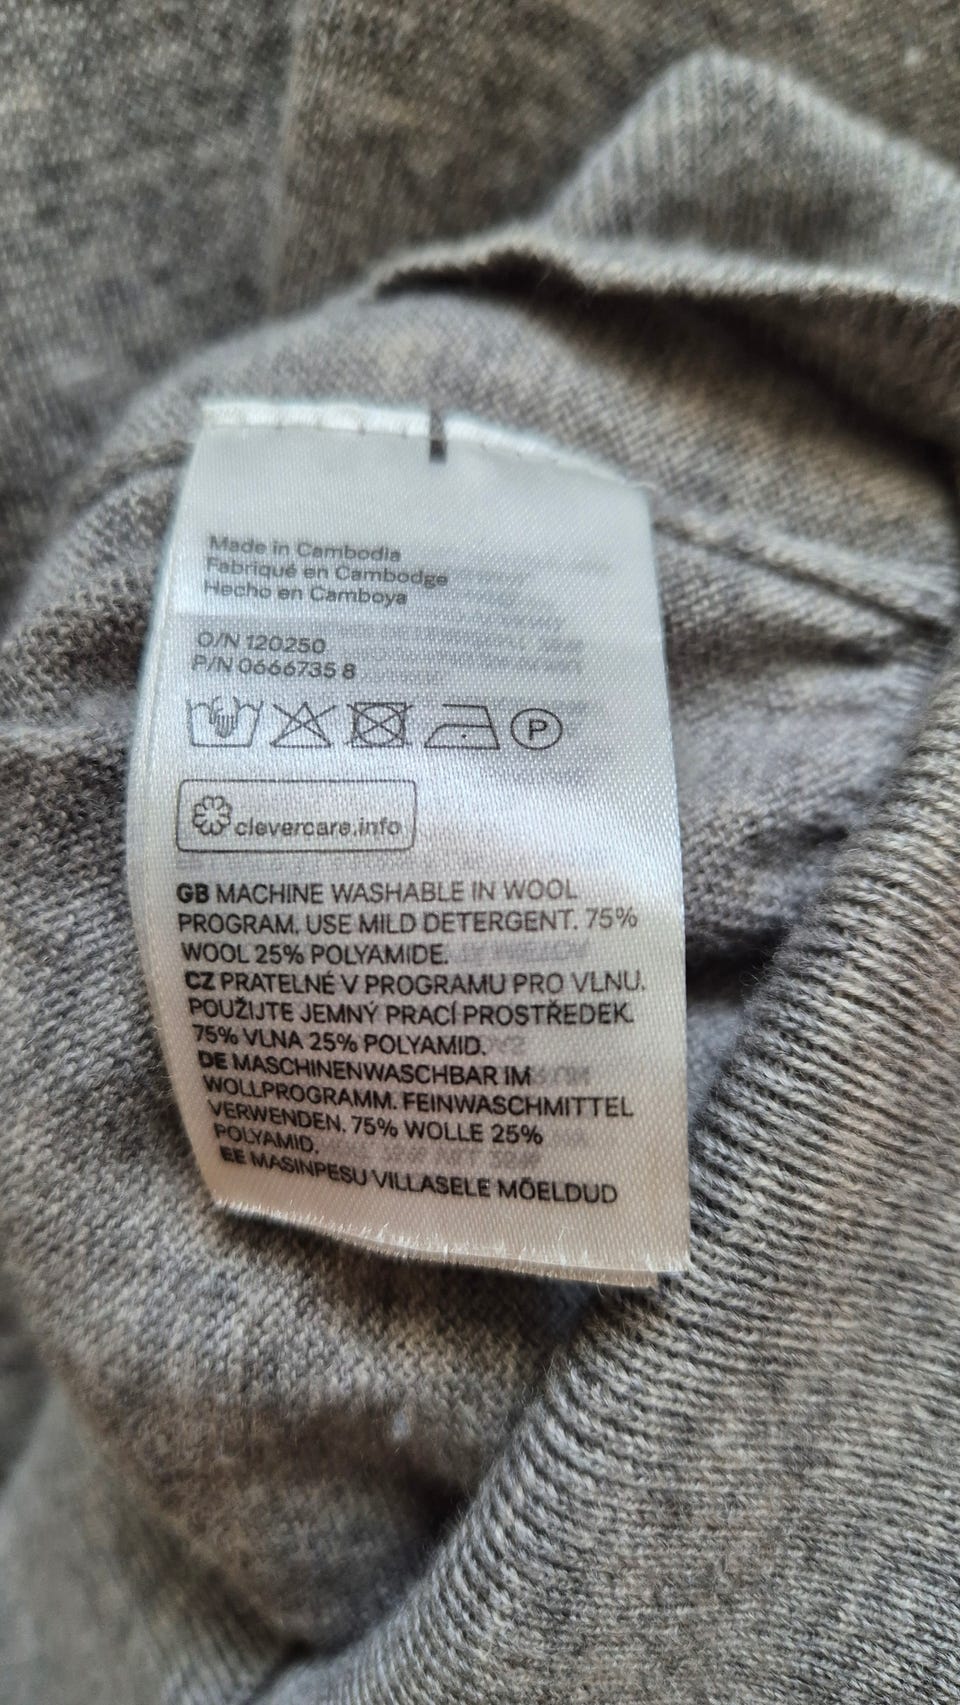 Made in Cambodia
Fabriqué en Cambodge
Hecho en Camboya
O/N 120250
P/N 0666735 8
P
clevercare.info
GB MACHINE WASHABLE IN WOOL
PROGRAM. USE MILD DETERGENT. 75%
WOOL 25% POLYAMIDE.
CZ PRATELNÉ V PROGRAMU PRO VLNU.
POUŽIJTE JEMNÝ PRACÍ PROSTŘEDEK.
75% VLNA 25% POLYAMID.
DE MASCHINENWASCHBAR IM
WOLLPROGRAMM. FEINWASCHMITTEL
VERWENDEN. 75% WOLLE 25%
POLYAMID.
EE MASINPESU VILLASELE MÕELDUD